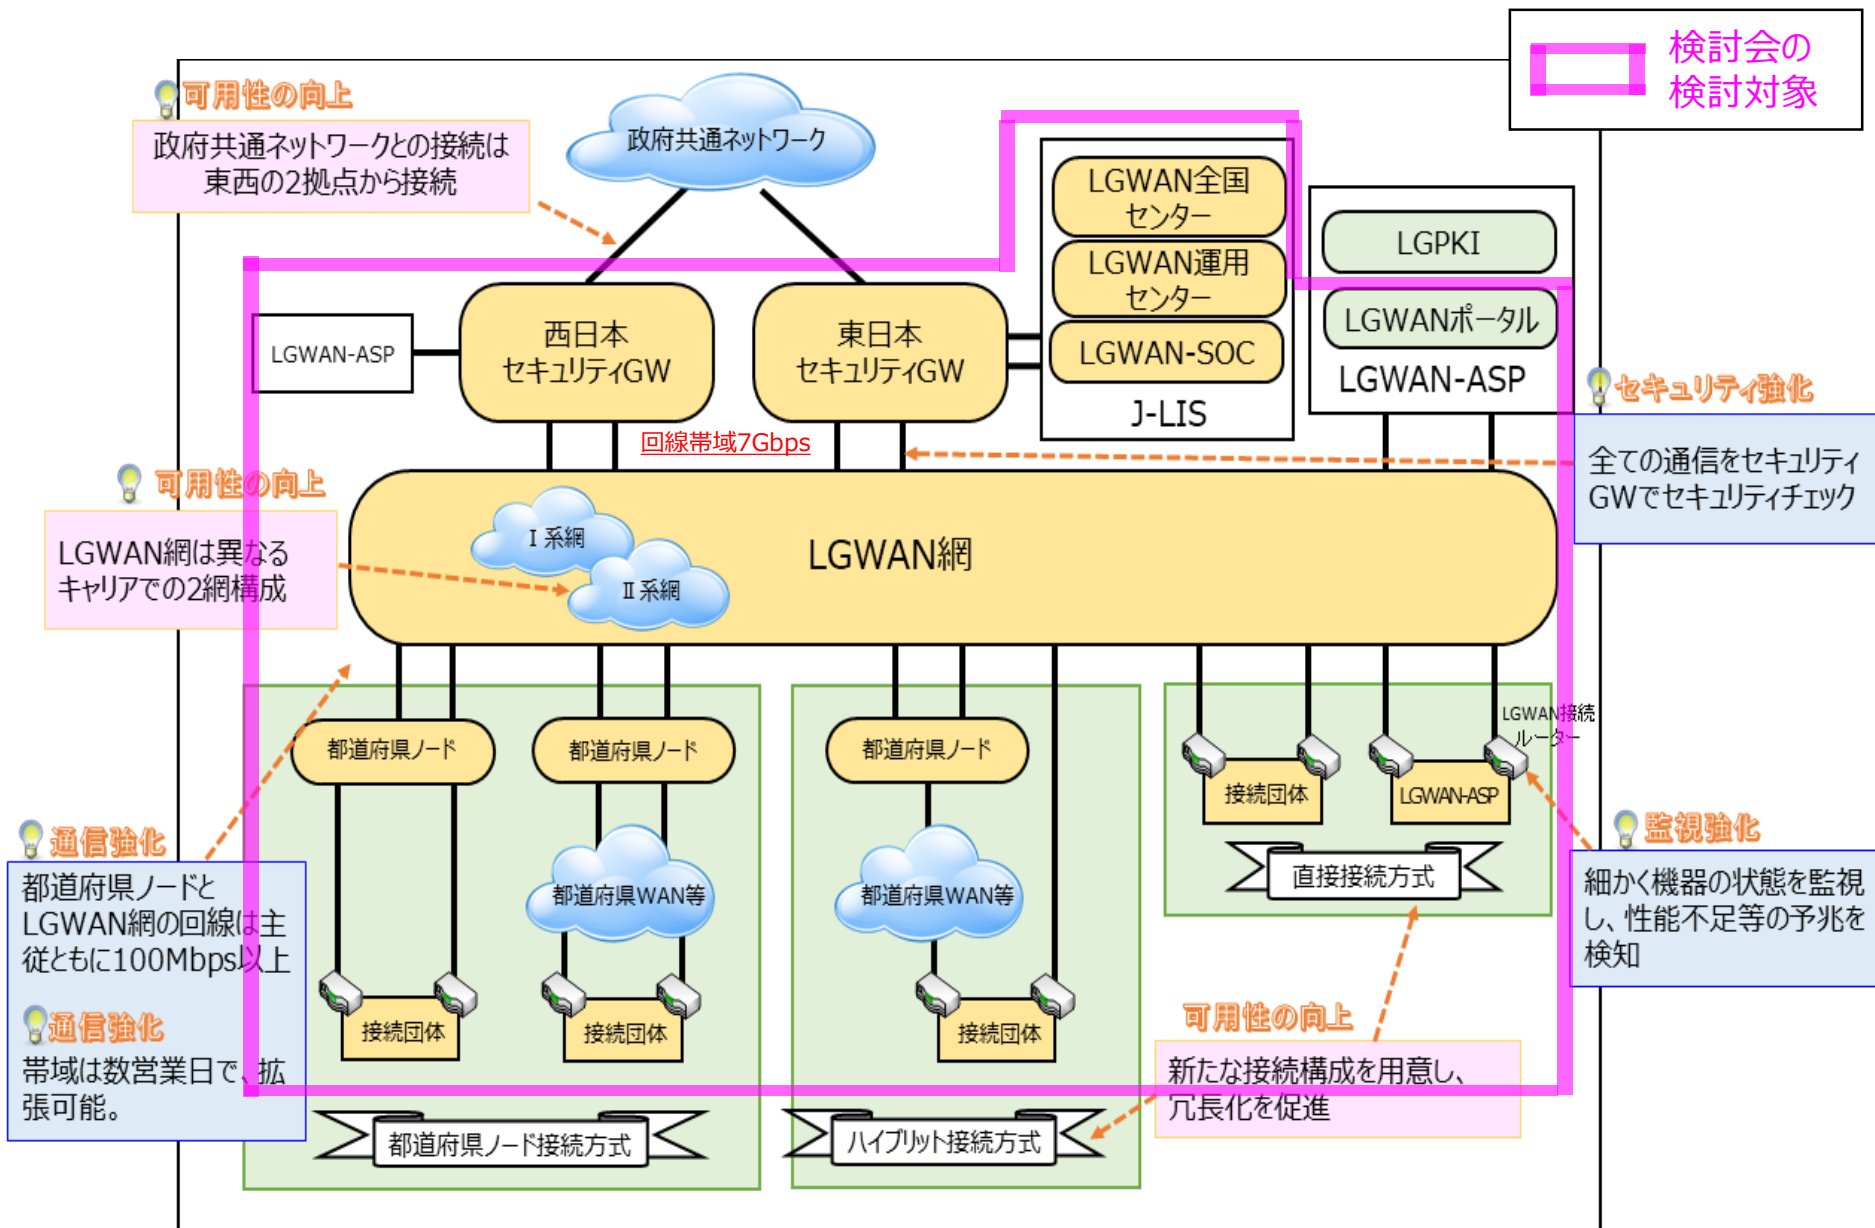 検討会の
検討対象
可用性の向上
政府共通ネットワークとの接続は
東西の2拠点から接続
政府共通ネットワーク
LGWAN全国
センター
LGWAN運用
センター
LGWAN-SOC
J-LIS
LGPKI
LGWANポータル
LGWAN-ASP
LGWAN-ASP
西日本
セキュリティGW
東日本
セキュリティGW
回線帯域7Gbps
セキュリティ強化
全ての通信をセキュリティ
GWでセキュリティチェック
可用性の向上
LGWAN網は異なる
キャリアでの2網構成
Ⅰ系網
Ⅱ系網
LGWAN網
都道府県ノード
都道府県ノード
都道府県ノード
LGWAN接続
ルーター
接続団体
LGWAN-ASP
直接接続方式
通信強化
都道府県ノードと
LGWAN網の回線は主
従ともに100Mbps以上
通信強化
帯域は数営業日で、拡
張可能。
都道府県WAN等
都道府県WAN等
接続団体
接続団体
接続団体
監視強化
細かく機器の状態を監視
し、性能不足等の予兆を
検知
可用性の向上
新たな接続構成を用意し、
冗長化を促進
都道府県ノード接続方式
ハイブリット接続方式